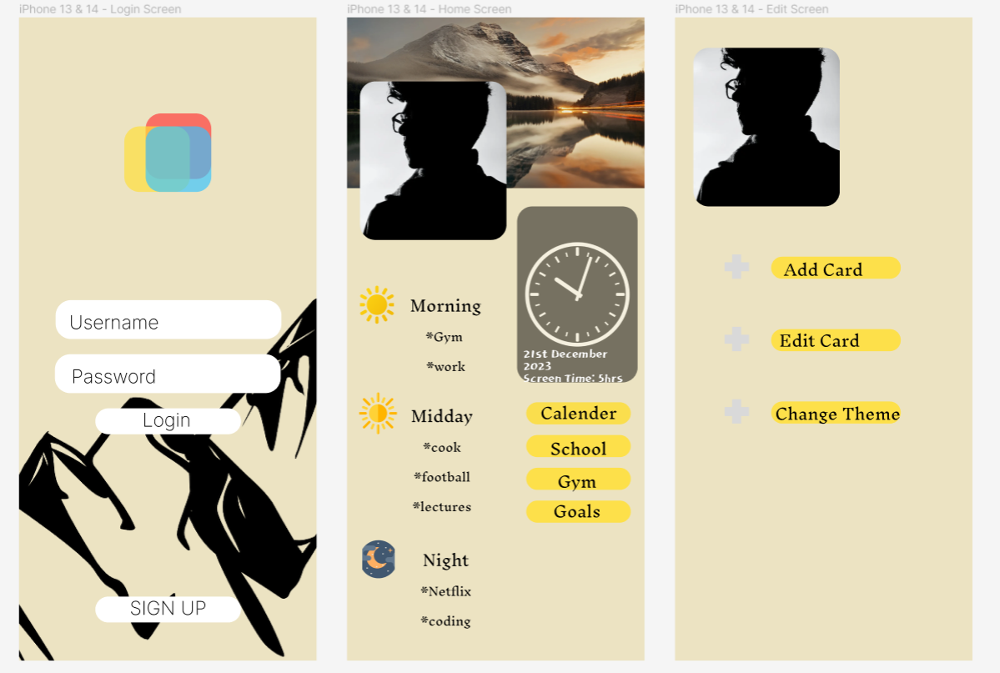 iPhone 13 & 14 - Login Screen
Username
Password
Login
SIGN UP
iPhone 13 & 14 - Home Screen
Morning
*Gym
*work
Midday
*cook
*football
*lectures
Night
*Netflix
*coding
21st December
2023
Screen Time: 5hrs
Calender
School
Gym
Goals
iPhone 13 & 14 - Edit Screen
Add Card
Edit Card
Change Theme